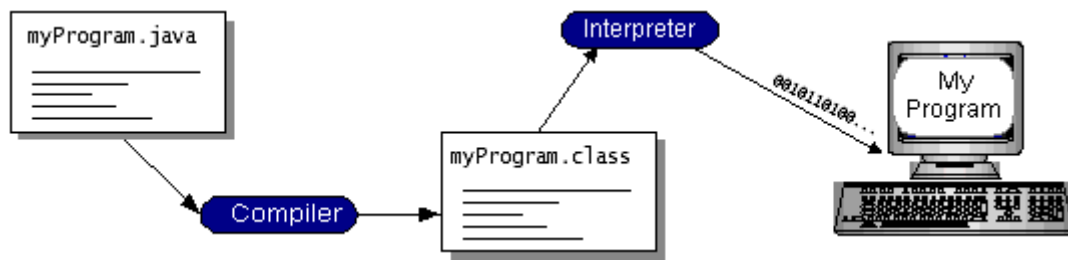 myProgram.java
Compiler
myProgram.class
Interpreter
0010110100...
My
Program